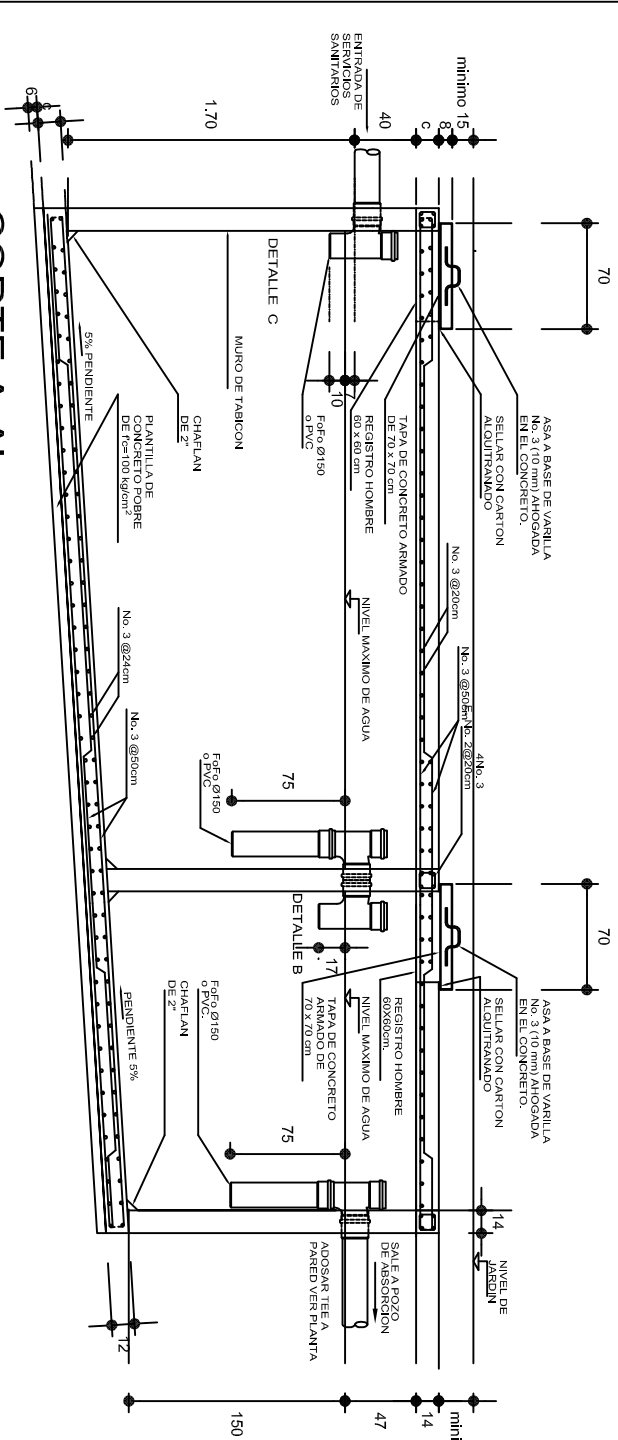 minimo 15
8
c
40
1.70
c
6
ENTRADA DE
SERVICIOS
SANITARIOS
70
ASA A BASE DE VARILLA
No. 3 (10 mm) AHOGADA
EN EL CONCRETO.
SELLAR CON CARTON
ALQUITRANADO
TAPA DE CONCRETO ARMADO
DE 70 x 70 cm
REGISTRO HOMBRE
60 x 60 cm
7
10
FoFo Ø150
o PVC
DETALLE C
MURO DE TABICON
CHAFLAN
DE 2"
5% PENDIENTE
PLANTILLA DE
CONCRETO POBRE
DE f'c=100 kg/cm²
No. 3 @20cm
No. 3 @50cm
4No. 3
No. 2@20cm
NIVEL MAXIMO DE AGUA
No. 3 @24cm
No. 3 @50cm
75
FoFo Ø150
o PVC
70
ASA A BASE DE VARILLA
No. 3 (10 mm) AHOGADA
EN EL CONCRETO.
SELLAR CON CARTON
ALQUITRANADO
REGISTRO HOMBRE
60X60cm.
NIVEL MAXIMO DE AGUA
TAPA DE CONCRETO
ARMADO DE
70 x 70 cm
17
DETALLE B
75
FoFo Ø150
o PVC.
CHAFLAN
DE 2"
PENDIENTE 5%
14
NIVEL DE
JARDIN
SALE A POZO
DE ABSORCION
ADOSAR TEE A
PARED VER PLANTA
12
mini
14
47
150